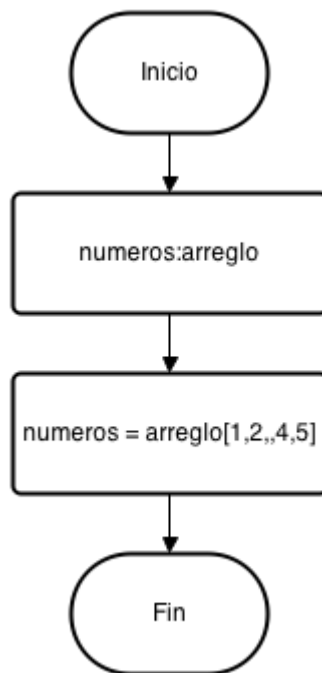 Inicio
numeros:arreglo
numeros = arreglo[1,2,,4,5]
Fin